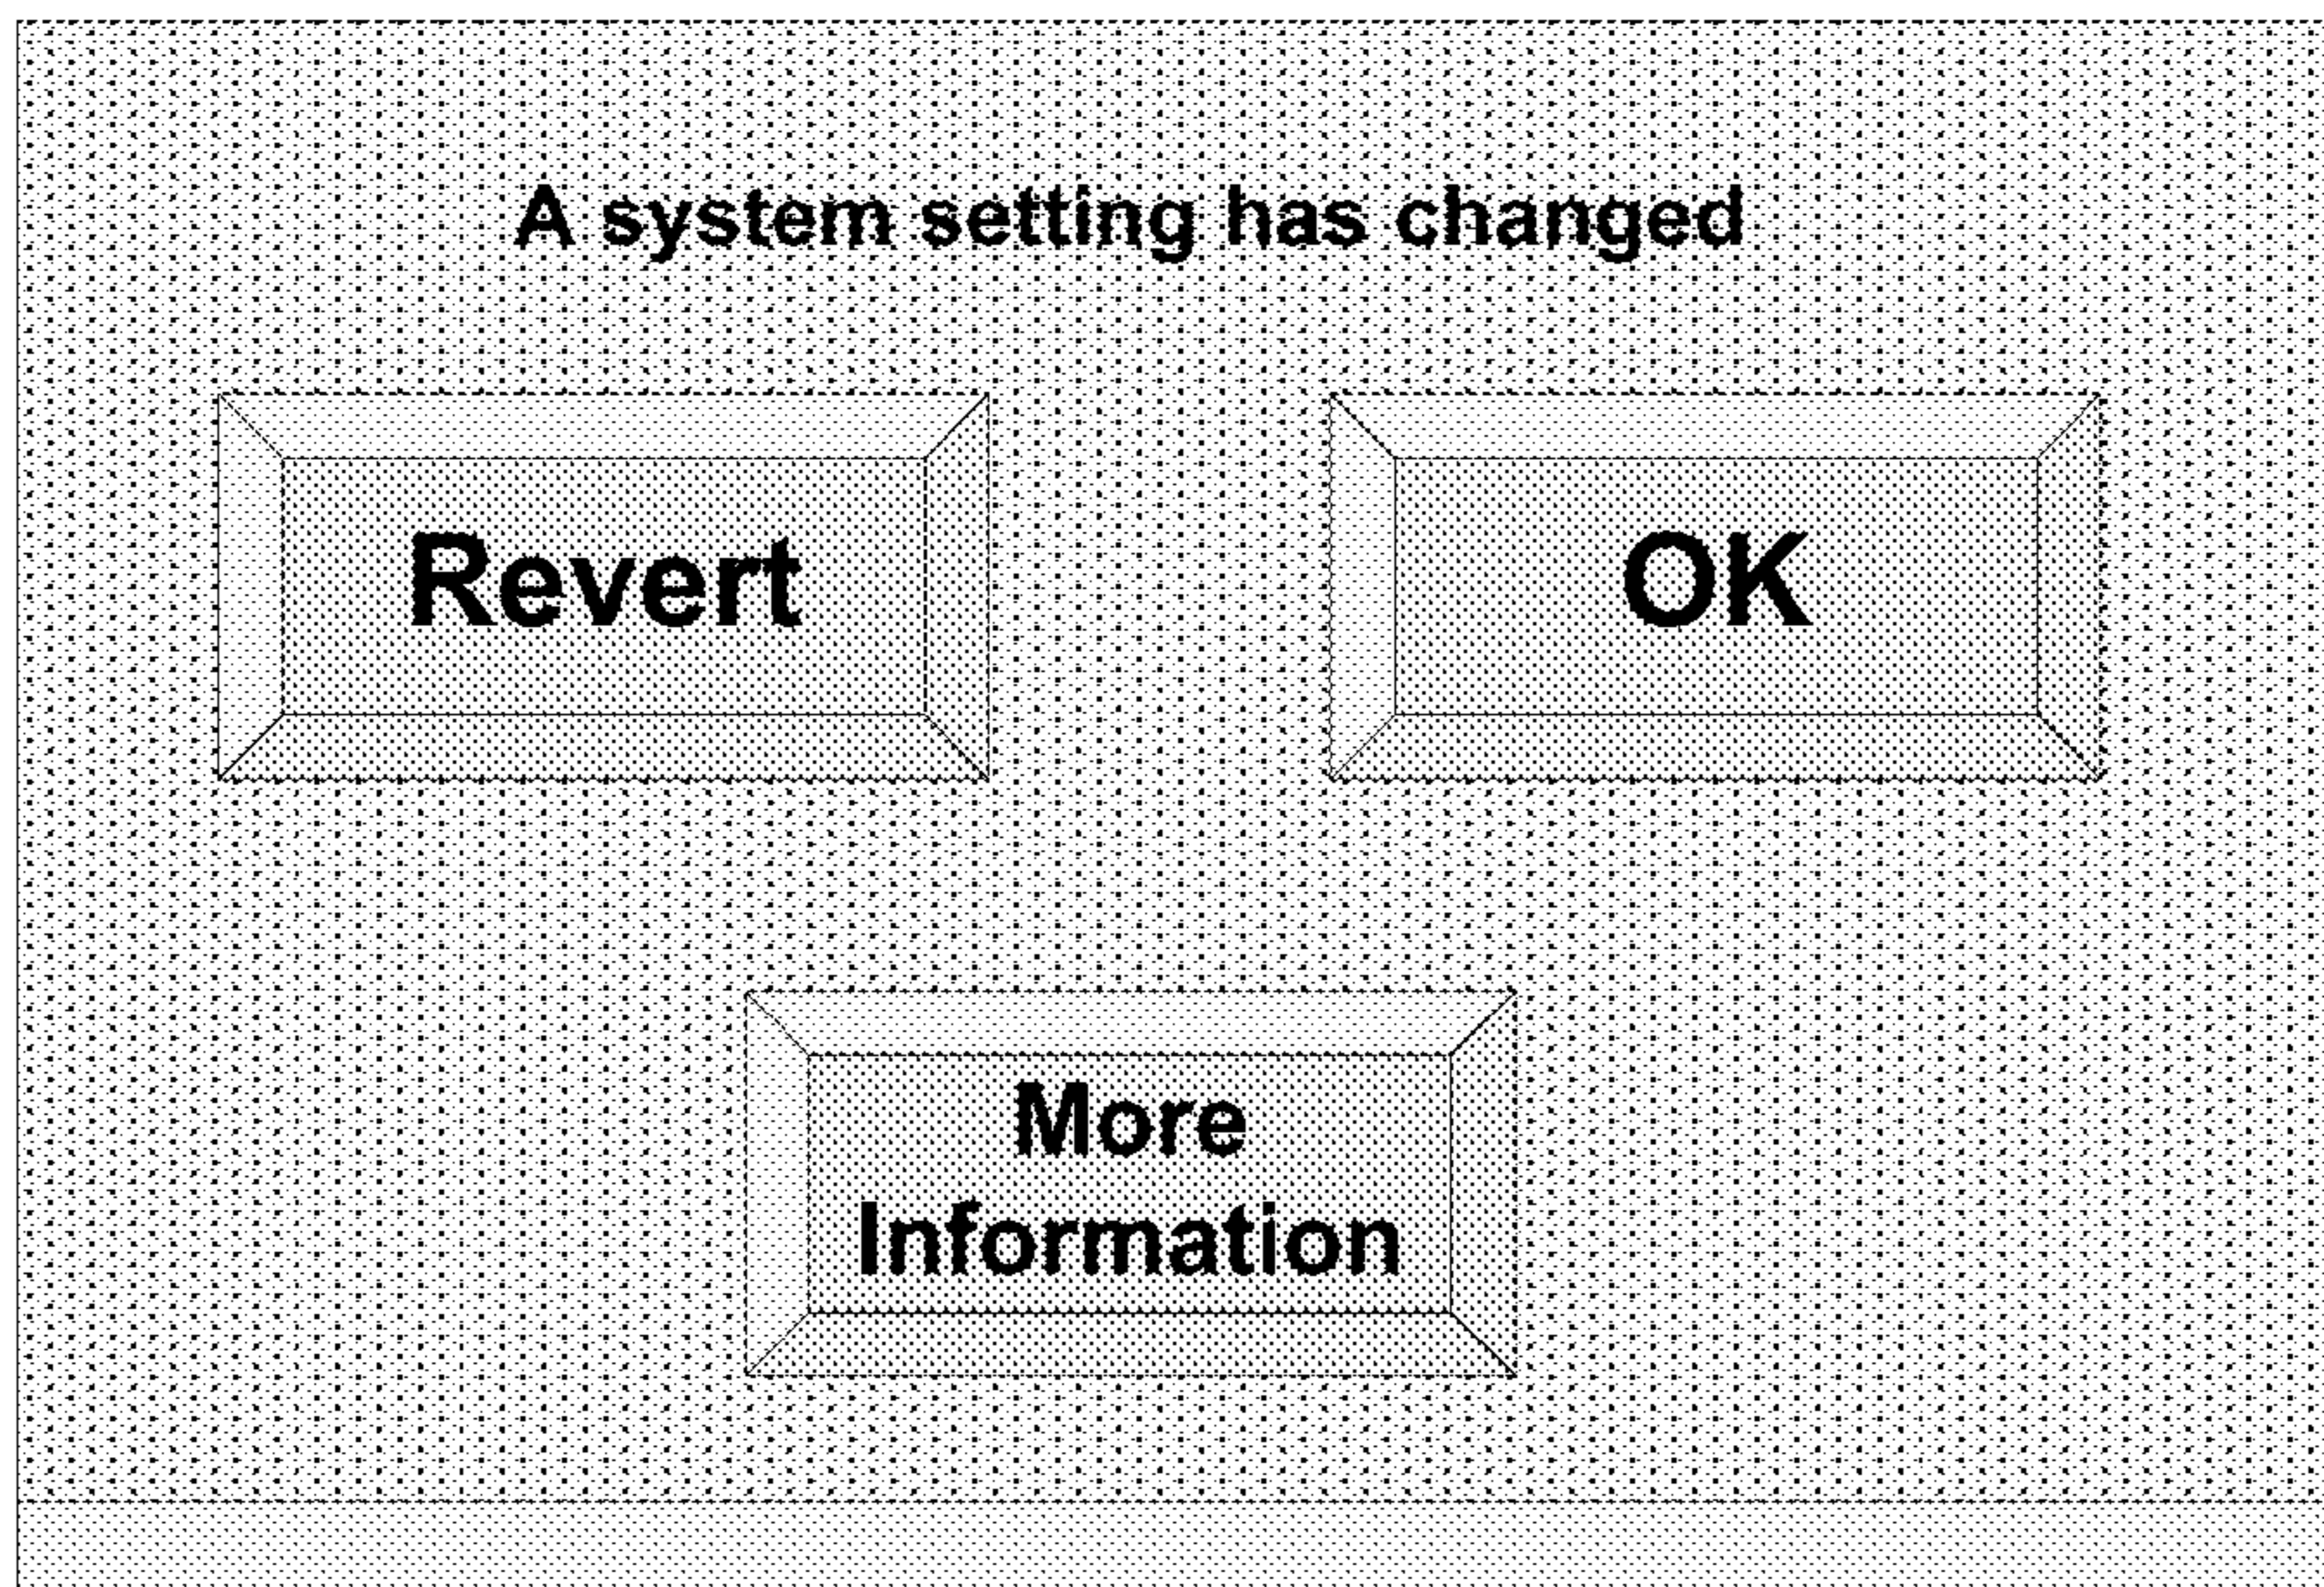 A system setting has changed
Revert
OK
More
Information